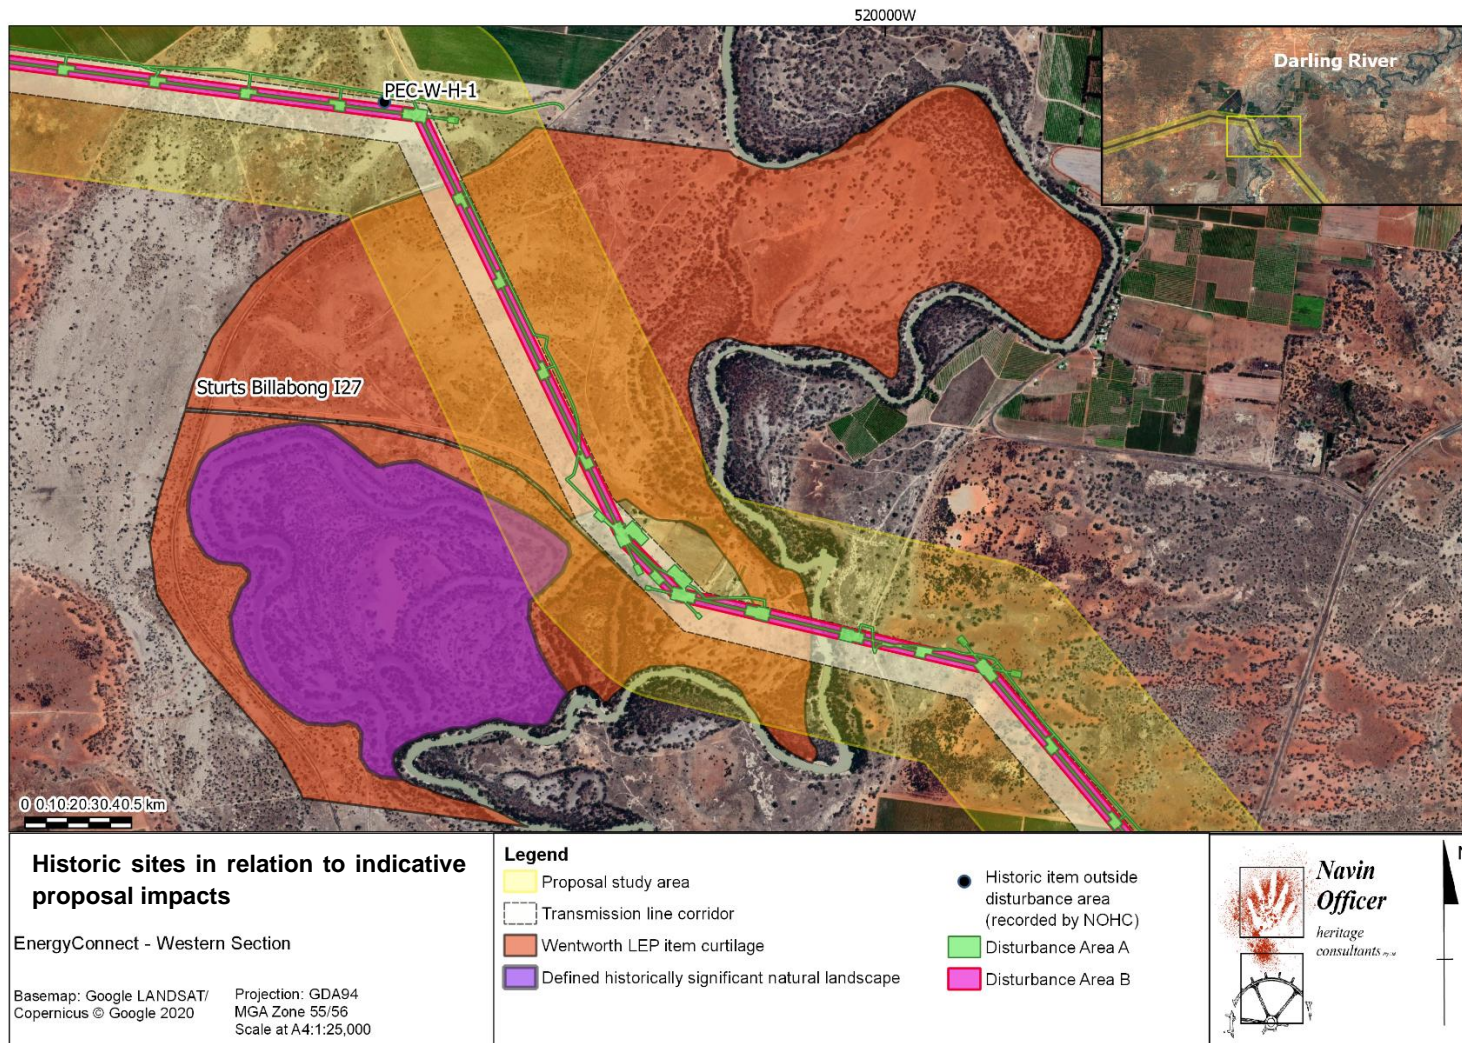 520000W
Darling River
PEC-W-H-1
Sturts Billabong I27
0 0.10.20.30.40.5 km
Historic sites in relation to indicative
proposal impacts
EnergyConnect - Western Section
Basemap: Google LANDSAT/
Copernicus © Google 2020
Projection: GDA94
MGA Zone 55/56
Scale at A4:1:25,000
Legend
Proposal study area
Transmission line corridor
Wentworth LEP item curtilage
Defined historically significant natural landscape
Historic item outside
disturbance area
(recorded by NOHC)
Disturbance Area A
Disturbance Area B
Navin
Officer
heritage
consultants